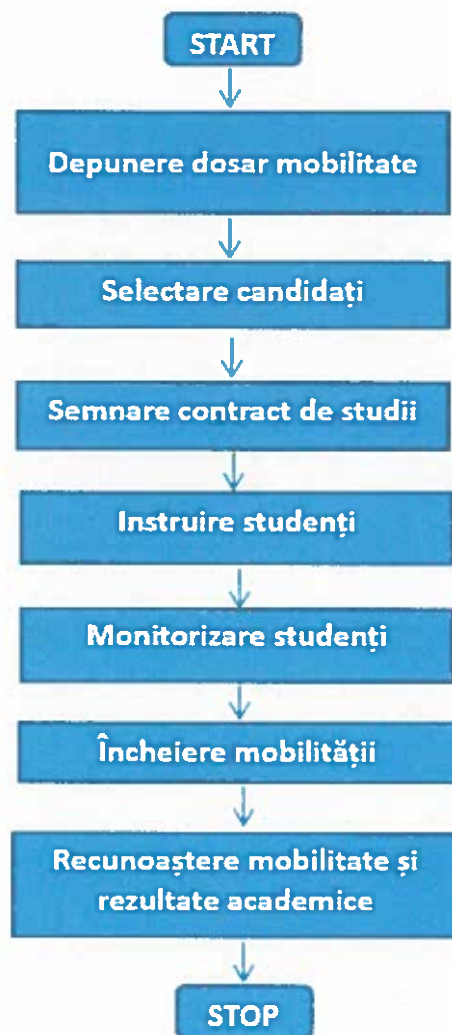 START
Depunere dosar mobilitate
Selectare candidați
Semnare contract de studii
Instruire studenți
Monitorizare studenți
Încheiere mobilității
Recunoaștere mobilitate și
rezultate academice
STOP